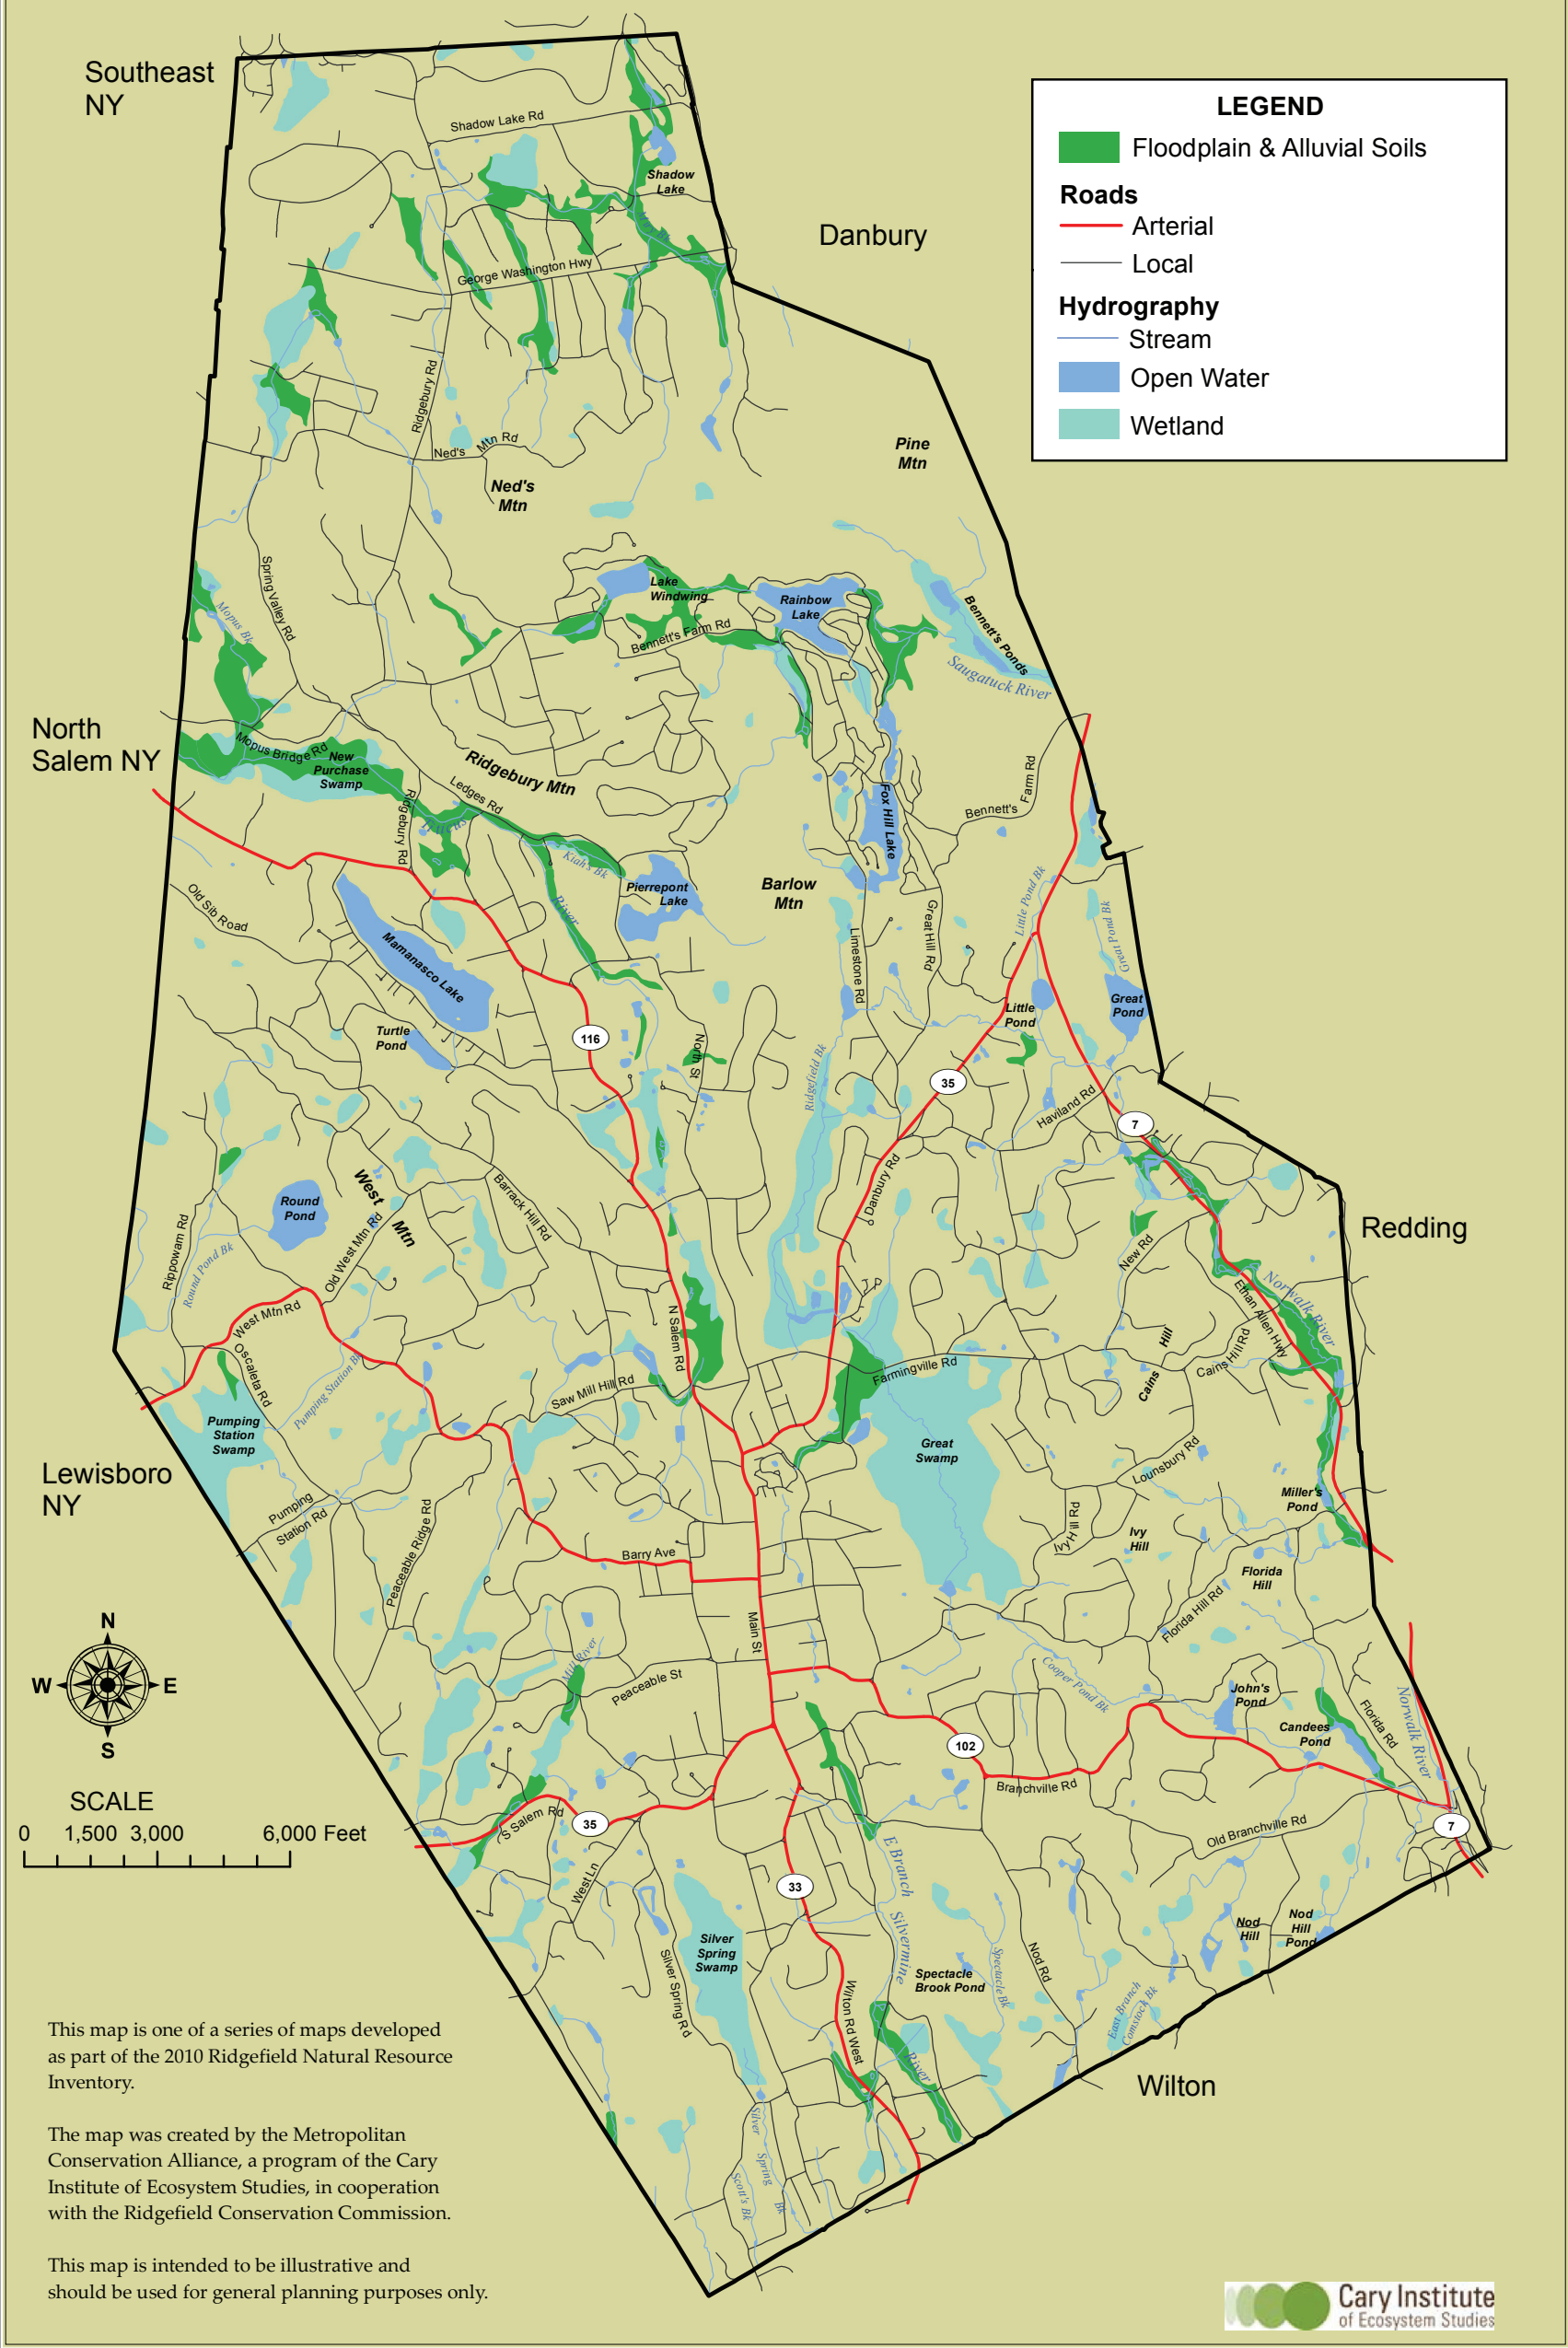 Southeast
NY
Shadow Lake Rd
Shadow
Lake
Danbury
George Washington Hwy
Ridgebury Rd
Ned's
Mtn Rd
Ned's
Mtn
Pine
Mtn
LEGEND
Floodplain & Alluvial Soils
Roads
Arterial
Local
Hydrography
Stream
Open Water
Wetland
Spring Valley Rd
Mopus Bk
Lake
Windwing
Rainbow
Lake
Bennett's Farm Rd
Bennett's Ponds
Saugatuck River
North
Salem NY
Mopus Bridge Rd
New
Purchase
Swamp
Ridgebury Mtn
Ledges Rd
Ridgebury Rd
Titicus
Kiah's Bk
River
Pierrepont
Lake
Barlow
Mtn
Fox Hill Lake
Bennett's
Farm Rd
Old Sib Road
Mamanasco Lake
Turtle
Pond
116
North St
Limestone Rd
Great Hill Rd
Little Pond Bk
Great Pond Bk
Great
Pond
Little
Pond
35
Ridgefield Bk
Haviland Rd
7
Danbury Rd
West
Mtn
Round
Pond
Barrack Hill Rd
Rippowam Rd
Round Pond Bk
Old West Mtn Rd
West Mtn Rd
New Rd
Redding
Norwalk River
Ethan Allen Hwy
Cains Hill Rd
Cains
Hill
N Salem Rd
Farmingville Rd
Oscaleta Rd
Pumping Station Bk
Saw Mill Hill Rd
Pumping
Station
Swamp
Great
Swamp
Lounsbury Rd
Miller's
Pond
Lewisboro
NY
Pumping
Station Rd
Peaceable Ridge Rd
Barry Ave
Ivy Hill Rd
Ivy
Hill
Florida
Hill
Florida Hill Rd
Main St
Mill River
Peaceable St
Cooper Pond Bk
John's
Pond
Candees
Pond
Florida Rd
Norwalk River
N
W
E
S
SCALE
0
1,500
3,000
6,000 Feet
102
Branchville Rd
Old Branchville Rd
7
S Salem Rd
35
West Ln
33
E Branch
Silvermine
River
Silver
Spring
Swamp
Silver Spring Rd
Wilton Rd West
Spectacle
Brook Pond
Spectacle Bk
Nod Rd
Nod
Hill
Nod
Hill
Pond
East Branch
Comstock Bk
Wilton
Silver
Spring
Bk
Scott's Bk
This map is one of a series of maps developed
as part of the 2010 Ridgefield Natural Resource
Inventory.
The map was created by the Metropolitan
Conservation Alliance, a program of the Cary
Institute of Ecosystem Studies, in cooperation
with the Ridgefield Conservation Commission.
This map is intended to be illustrative and
should be used for general planning purposes only.
Cary Institute
of Ecosystem Studies